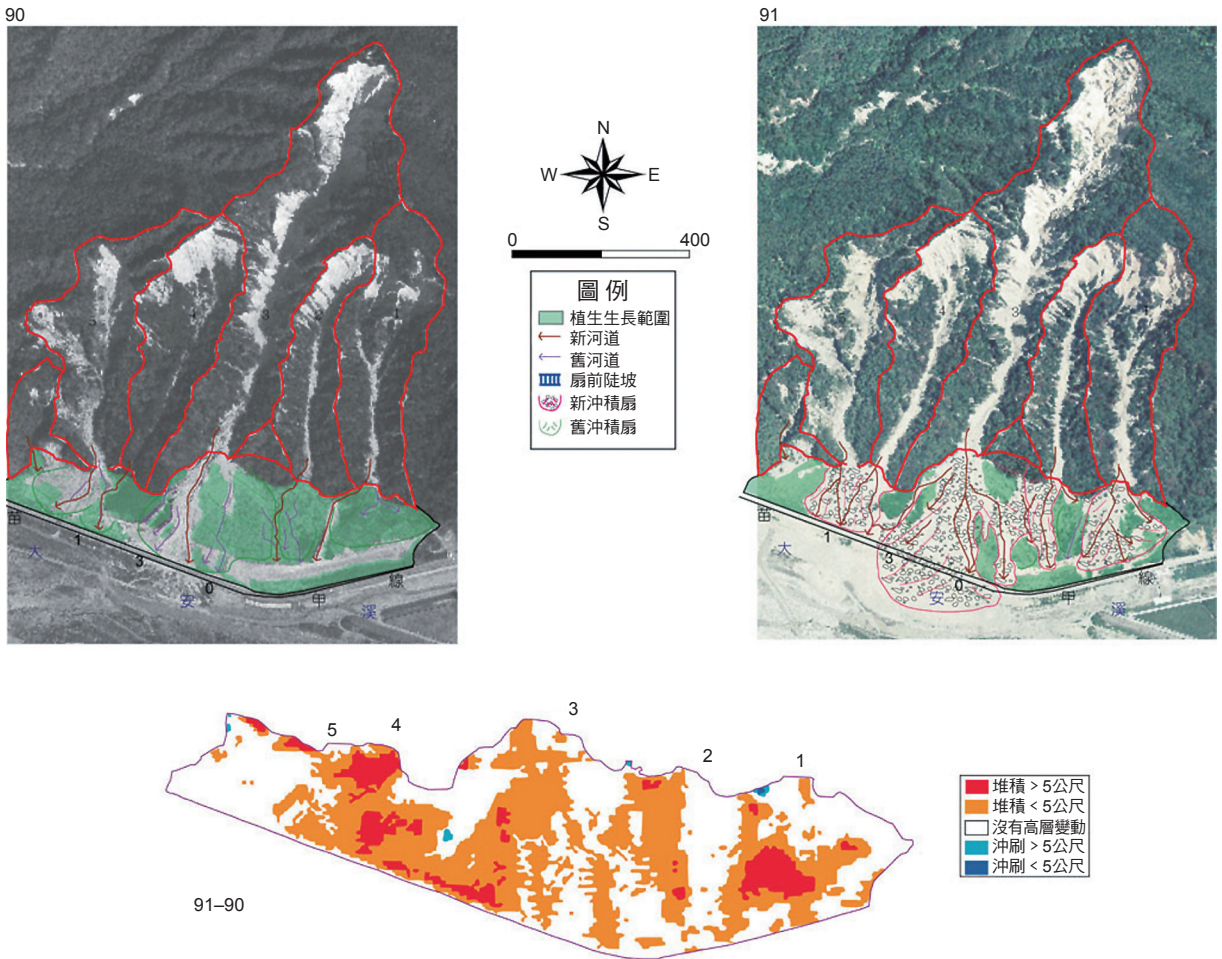 90
91
N
W
E
S
0
400
圖例
植生生長範圍
新河道
舊河道
扇前陡坡
新沖積扇
舊沖積扇
5
4
3
2
1
苗
1
3
0
甲
線
大
安
溪
5
4
3
2
1
苗
1
3
0
甲
線
大
安
溪
5
4
3
2
1
堆積 > 5公尺
堆積 < 5公尺
沒有高層變動
沖刷 > 5公尺
沖刷 < 5公尺
91–90